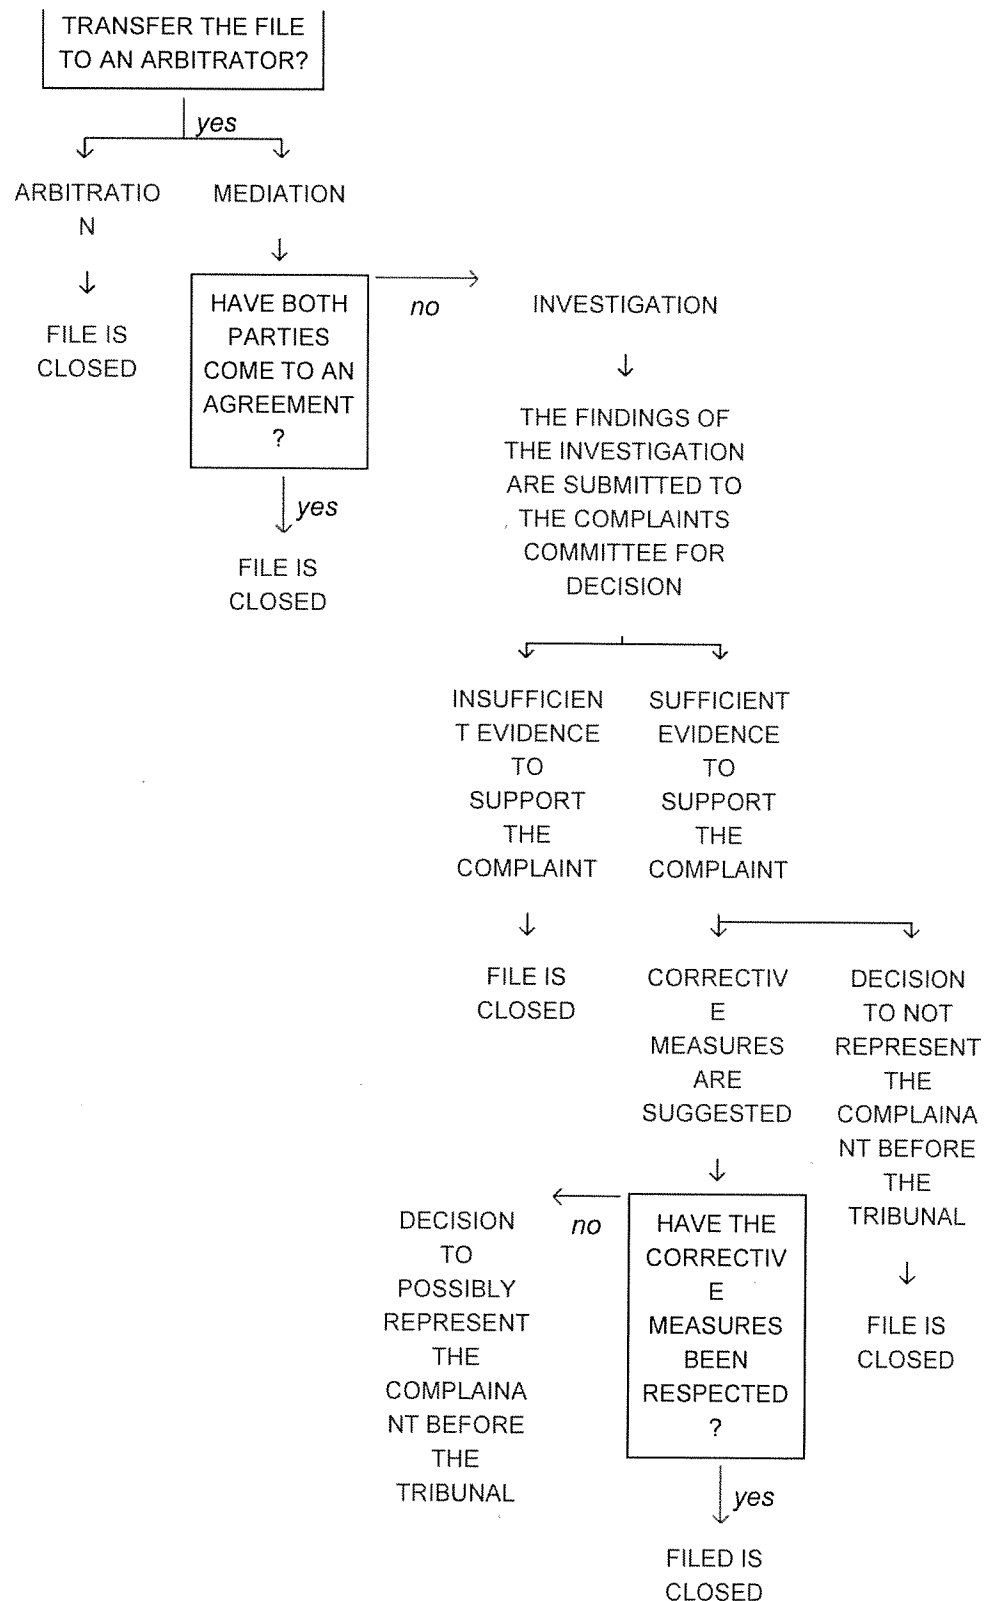 TRANSFER THE FILE
TO AN ARBITRATOR?
yes
ARBITRATIO
N
MEDIATION
FILE IS
CLOSED
HAVE BOTH
PARTIES
COME TO AN
AGREEMENT
?
no
INVESTIGATION
yes
FILE IS
CLOSED
THE FINDINGS OF
THE INVESTIGATION
ARE SUBMITTED TO
THE COMPLAINTS
COMMITTEE FOR
DECISION
INSUFFICIEN
T EVIDENCE
TO
SUPPORT
THE
COMPLAINT
SUFFICIENT
EVIDENCE
TO
SUPPORT
THE
COMPLAINT
FILE IS
CLOSED
CORRECTIV
E
MEASURES
ARE
SUGGESTED
DECISION
TO NOT
REPRESENT
THE
COMPLAINA
NT BEFORE
THE
TRIBUNAL
FILE IS
CLOSED
HAVE THE
CORRECTIV
E
MEASURES
BEEN
RESPECTED
?
no
DECISION
TO
POSSIBLY
REPRESENT
THE
COMPLAINA
NT BEFORE
THE
TRIBUNAL
yes
FILED IS
CLOSED